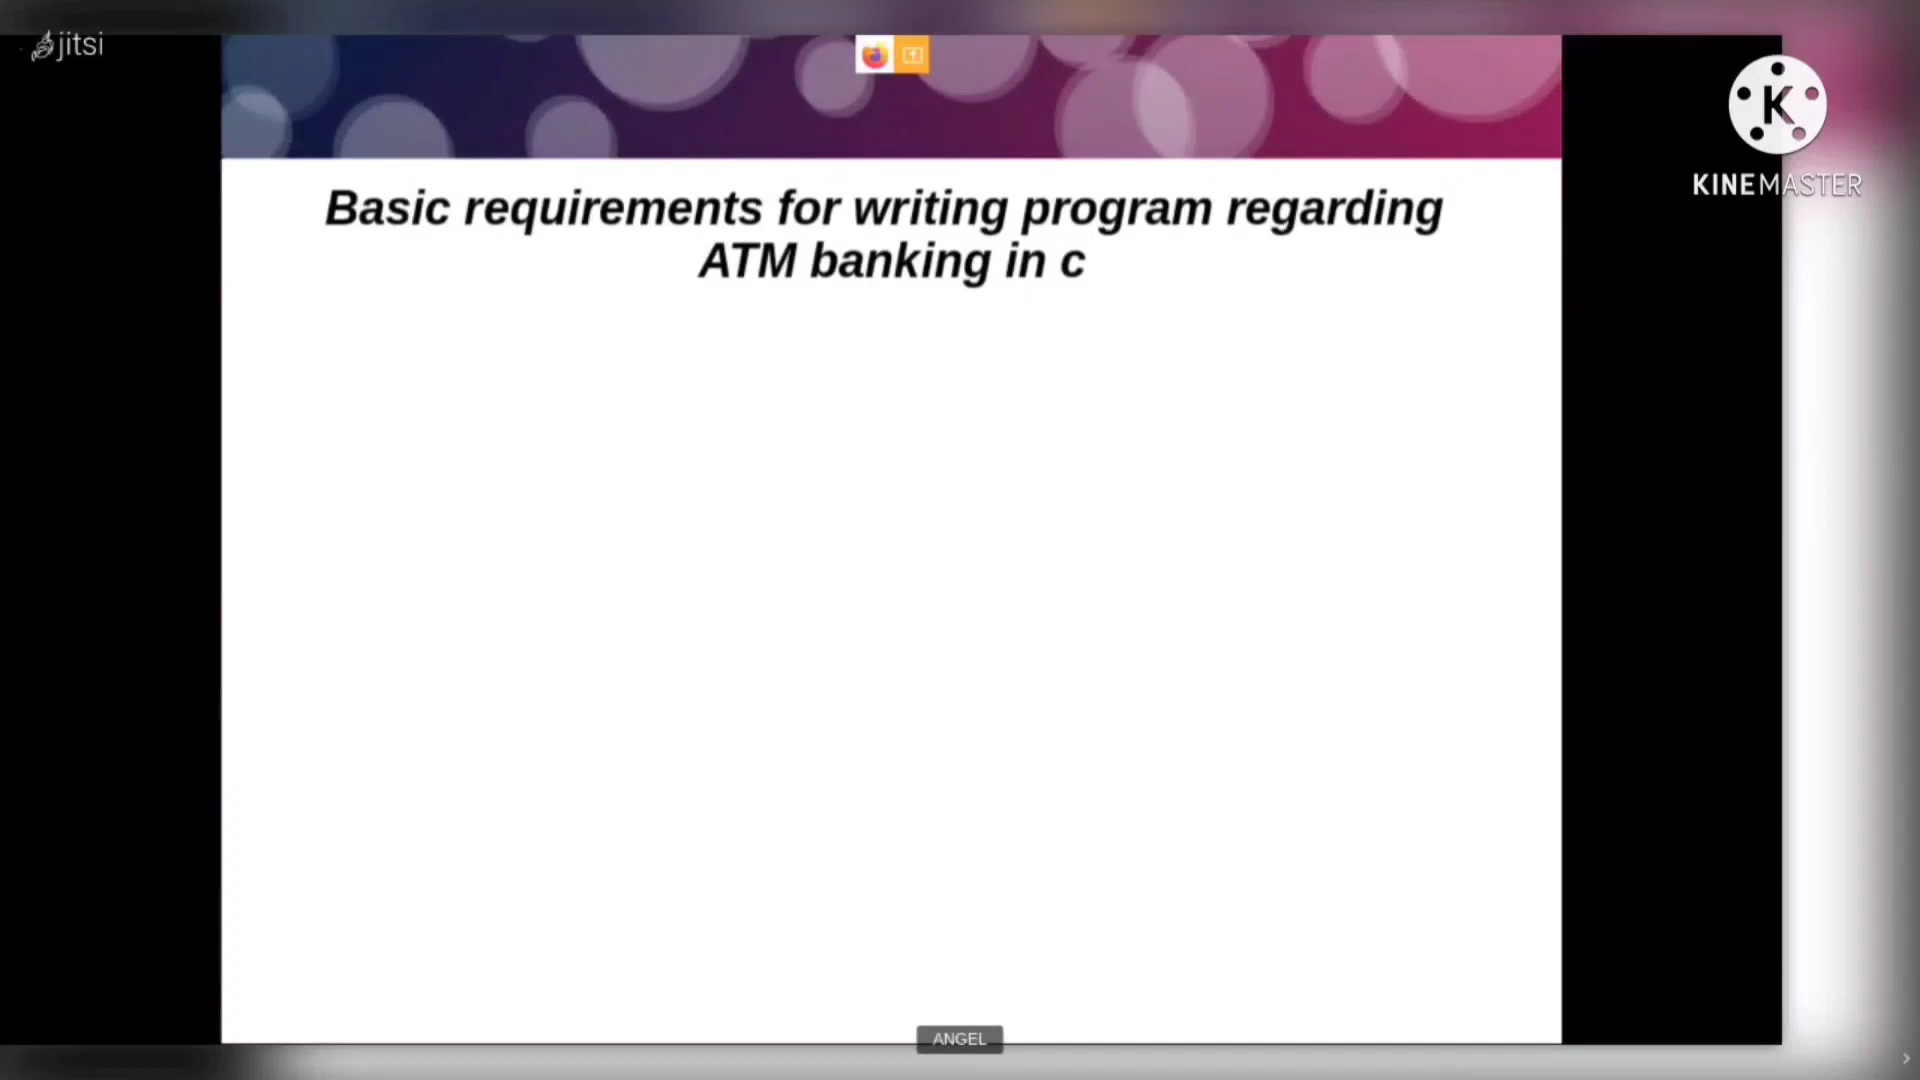 jitsi
K
KINEMASTER
Basic requirements for writing program regarding
ATM banking in c
ANGEL